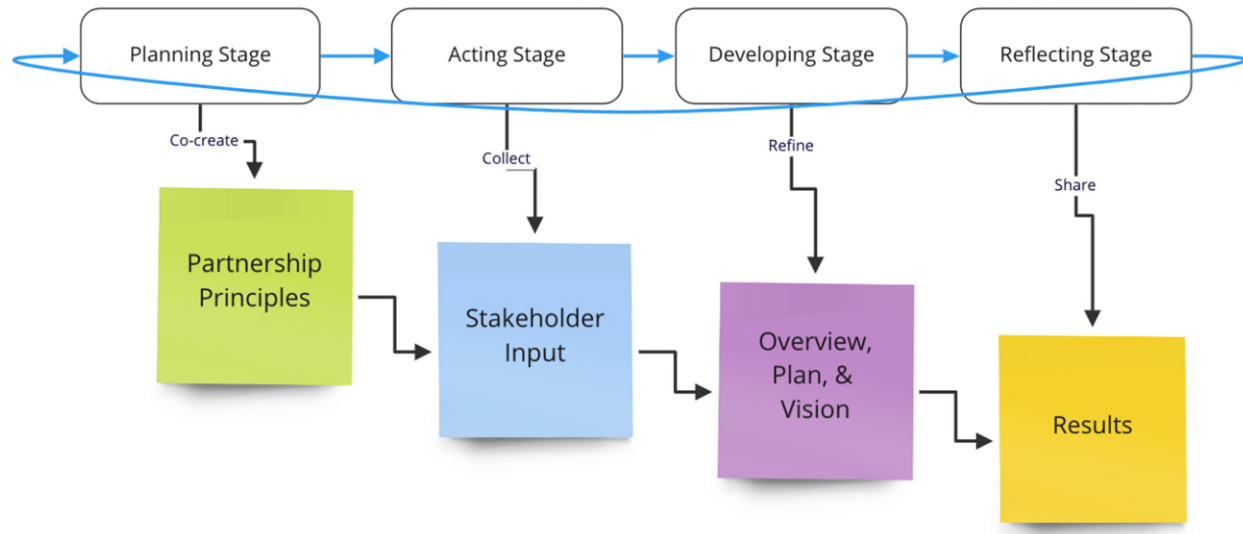 Planning Stage
Acting Stage
Developing Stage
Reflecting Stage
Co-create
Collect
Refine
Share
Partnership
Principles
Stakeholder
Input
Overview,
Plan, &
Vision
Results